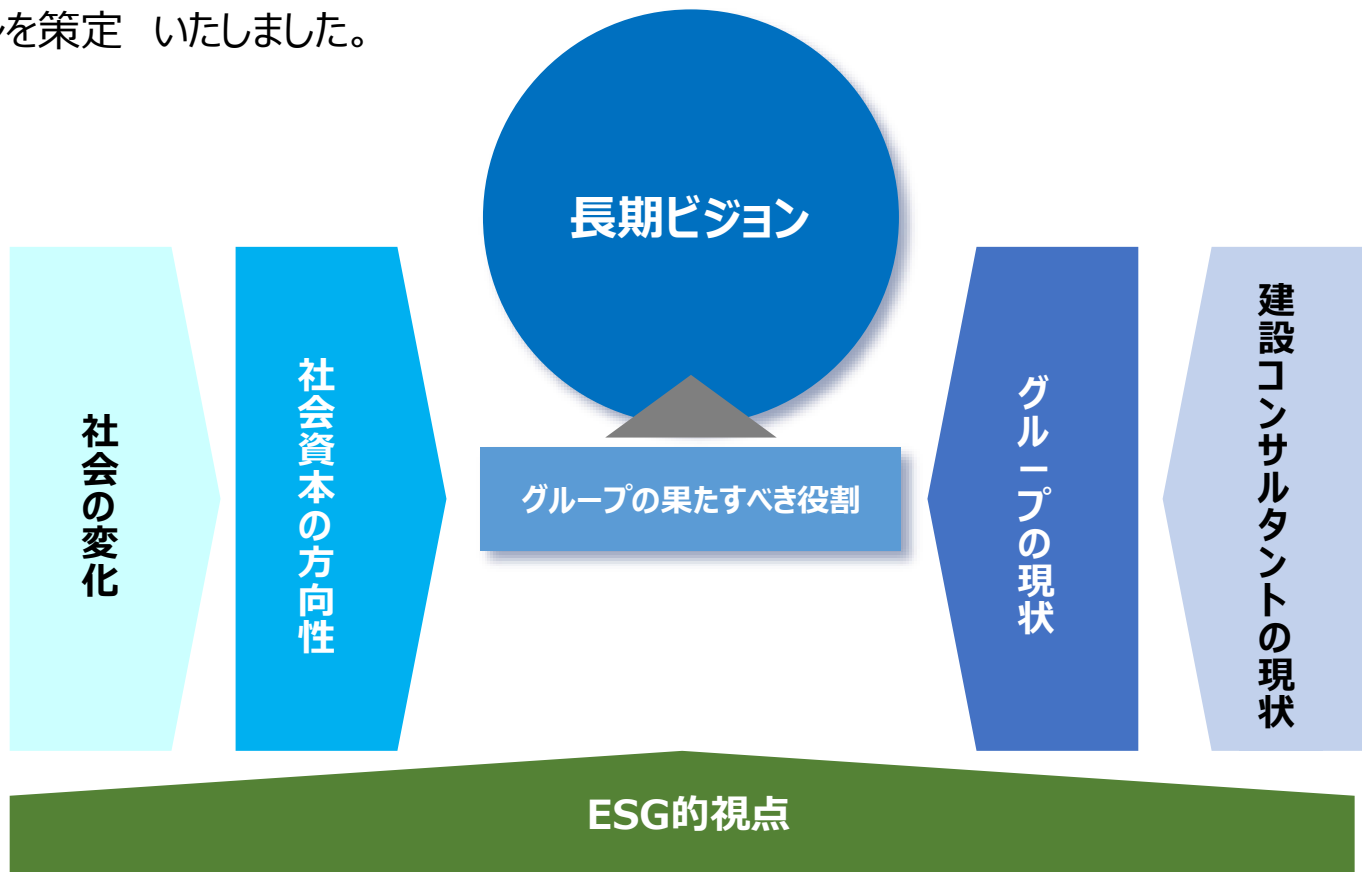 ンを策定 いたしました。
長期ビジョン
社会の変化
社会資本の方向性
グループの果たすべき役割
グループの現状
建設コンサルタントの現状
ESG的視点